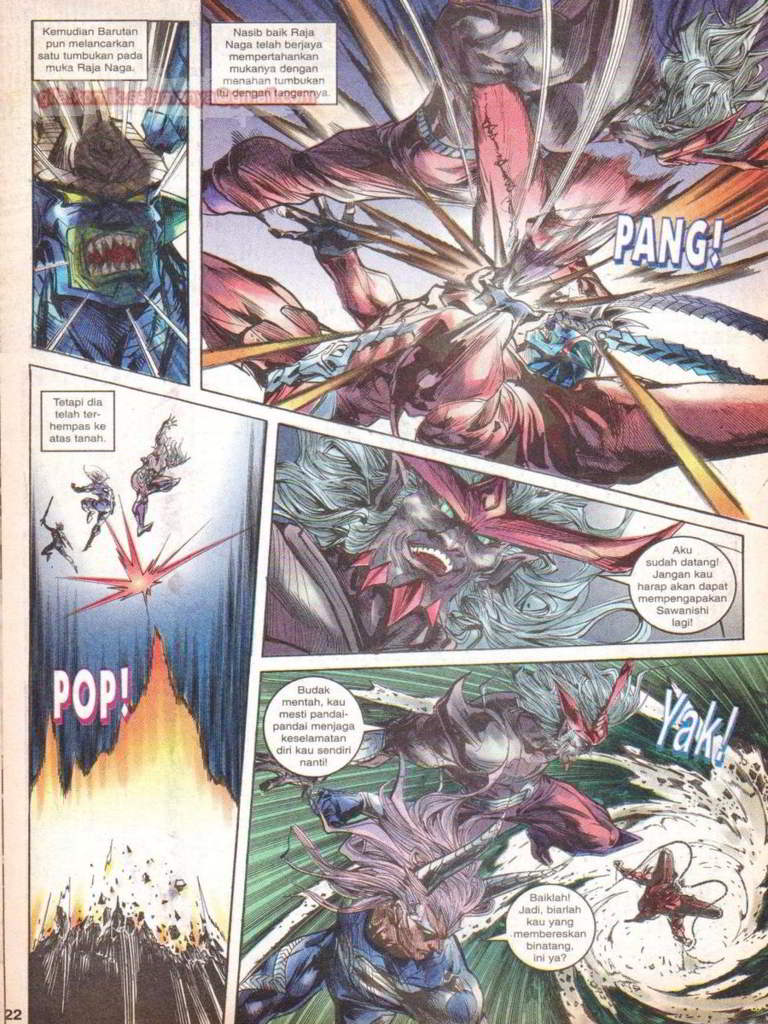 Kemudian Barutan
pun melancarkan
satu tumbukan pada
muka Raja Naga.
Nasib baik Raja
Naga telah berjaya
mempertahankan
mukanya dengan
menahan tumbukan
itu dengan tangannya.
PANG!
Tetapi dia
telah ter-
hempas ke
atas tanah.
POP!
Aku
sudah datang!
Jangan kau
harap akan dapat
mempengapakan
Sawanishi
lagi!
Budak
mentah, kau
mesti pandai-
pandai menjaga
keselamatan
diri kau sendiri
nanti!
Yak!
Baiklah!
Jadi, biarlah
kau yang
membereskan
binatang,
ini ya?
22